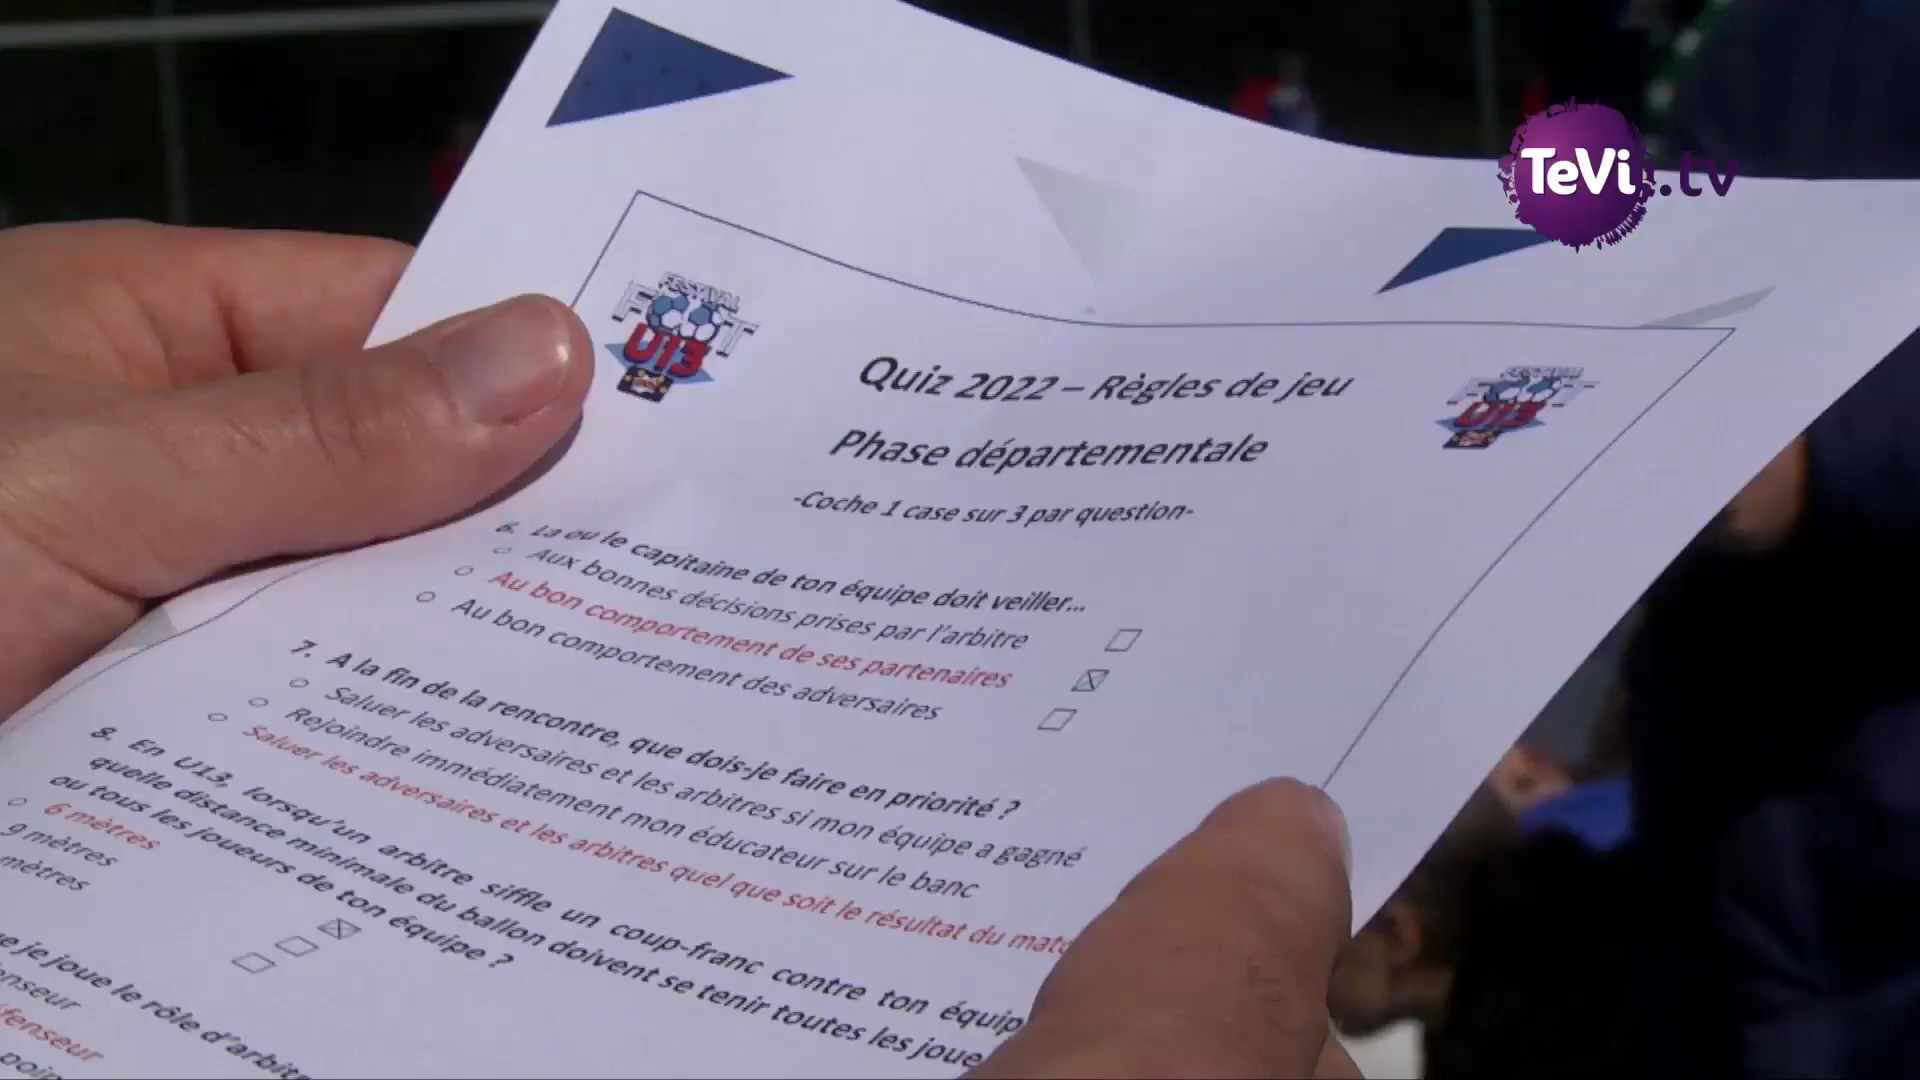 TeVi.tv
FESTIVAL
FOOT
U13
Quiz 2022 – Règles de jeu
FESTIVAL
FOOT
U13
Phase départementale
-Coche 1 case sur 3 par question-
6. La ou le capitaine de ton équipe doit veiller...
Aux bonnes décisions prises par l'arbitre
Au bon comportement de ses partenaires
Au bon comportement des adversaires
7. A la fin de la rencontre, que dois-je faire en priorité ?
Saluer les adversaires et les arbitres si mon équipe a gagné
Rejoindre immédiatement mon éducateur sur le banc
Saluer les adversaires et les arbitres quel que soit le résultat du
8. En U13, lorsqu'un arbitre siffle un coup-franc contre ton
quelle distance minimale du ballon doivent se tenir toutes les
ou tous les joueurs de ton équipe ?
6 mètres
9 mètres
mètres
je joue le rôle